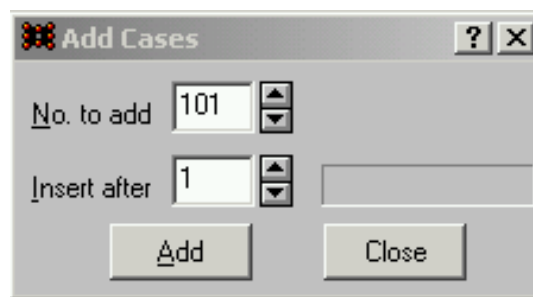 Add Cases ? X
No. to add 101
Insert after 1
Add Close